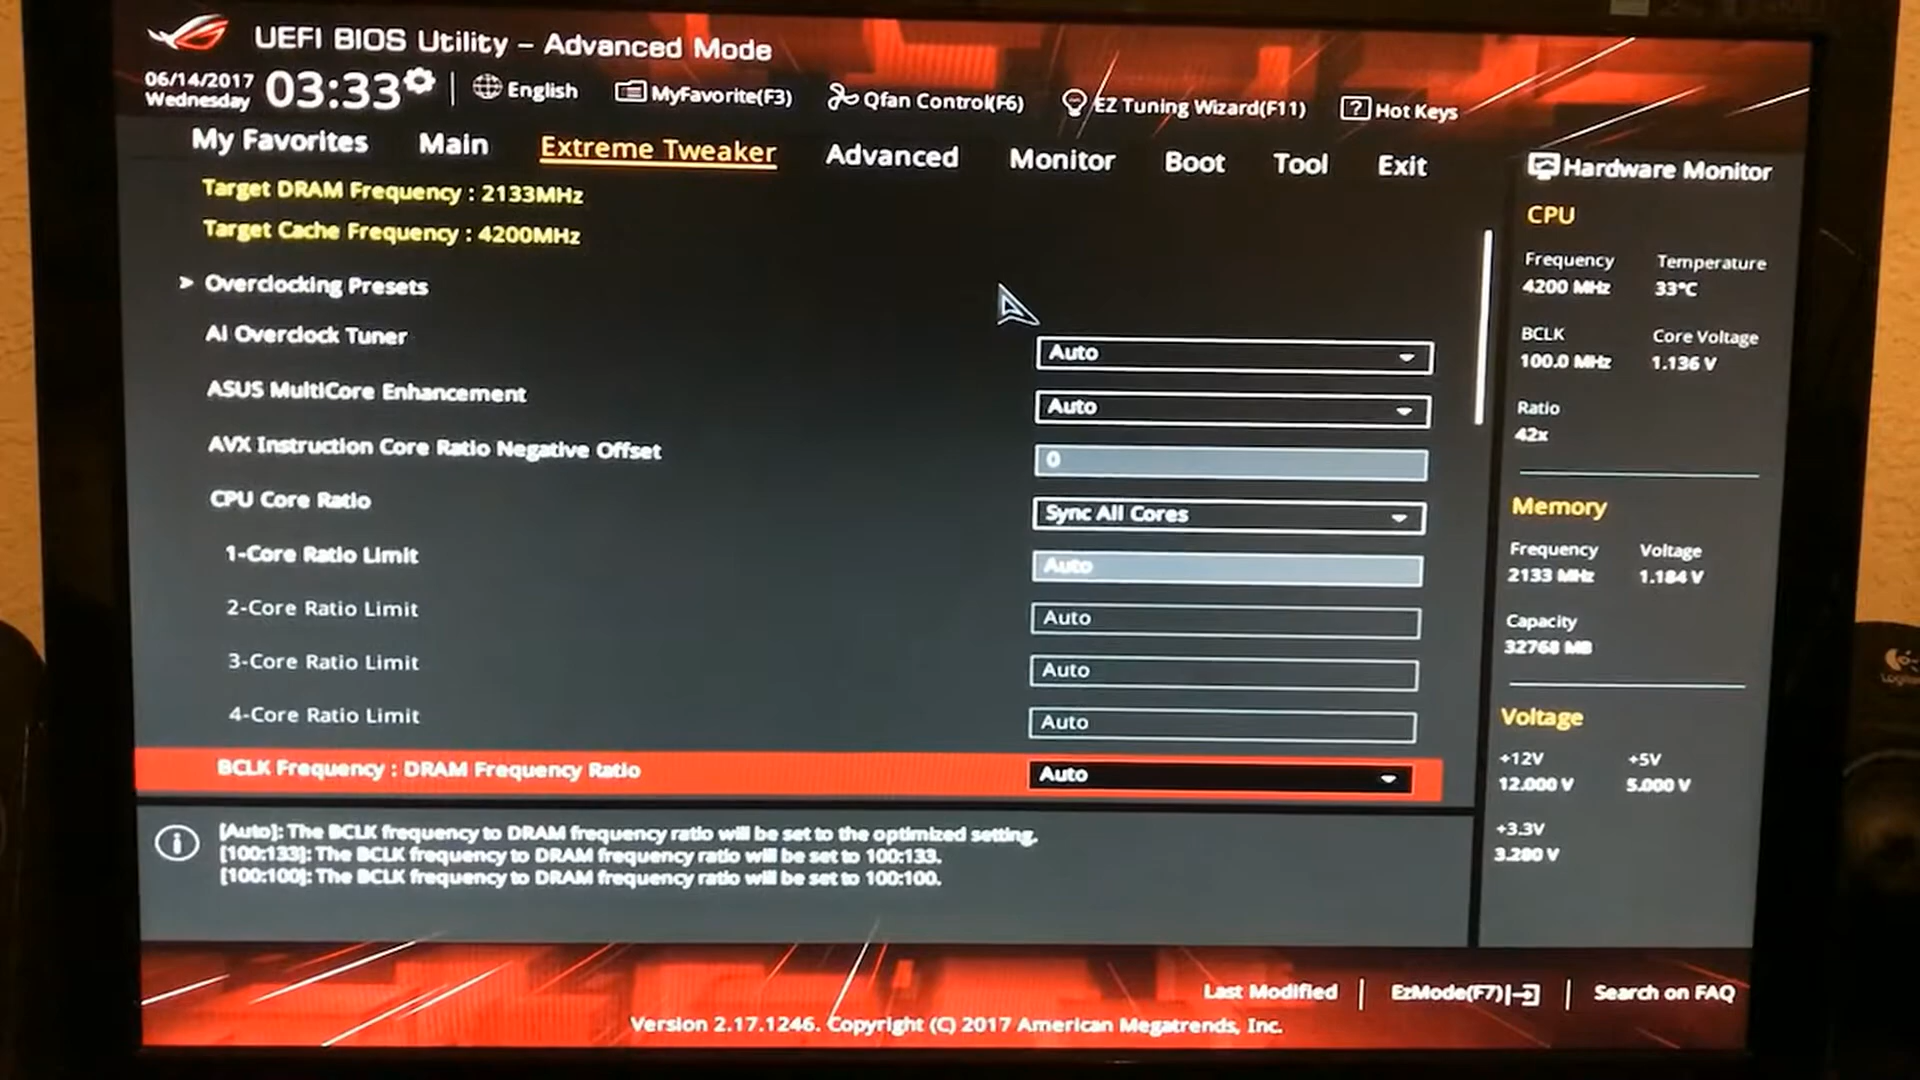 UEFI BIOS Utility – Advanced Mode
06/14/2017
Wednesday
03:33
English
MyFavorite(F3)
Qfan Control(F6)
EZ Tuning Wizard(F11)
? Hot Keys
My Favorites
Main
Extreme Tweaker
Advanced
Monitor
Boot
Tool
Exit
Target DRAM Frequency : 2133MHz
Target Cache Frequency : 4200MHz
> Overclocking Presets
AI Overclock Tuner
Auto
ASUS MultiCore Enhancement
Auto
AVX Instruction Core Ratio Negative Offset
0
CPU Core Ratio
Sync All Cores
1-Core Ratio Limit
Auto
2-Core Ratio Limit
Auto
3-Core Ratio Limit
Auto
4-Core Ratio Limit
Auto
BCLK Frequency : DRAM Frequency Ratio
Auto
[Auto]: The BCLK frequency to DRAM frequency ratio will be set to the optimized setting.
[100:133]: The BCLK frequency to DRAM frequency ratio will be set to 100:133.
[100:100]: The BCLK frequency to DRAM frequency ratio will be set to 100:100.
Hardware Monitor
CPU
Frequency Temperature
4200 MHz 33°C
BCLK Core Voltage
100.0 MHz 1.136 V
Ratio
42x
Memory
Frequency Voltage
2133 MHz 1.184 V
Capacity
32768 MB
Voltage
+12V +5V
12.000 V 5.000 V
+3.3V
3.280 V
Last Modified
EzMode(F7)
Search on FAQ
Version 2.17.1246. Copyright (C) 2017 American Megatrends, Inc.